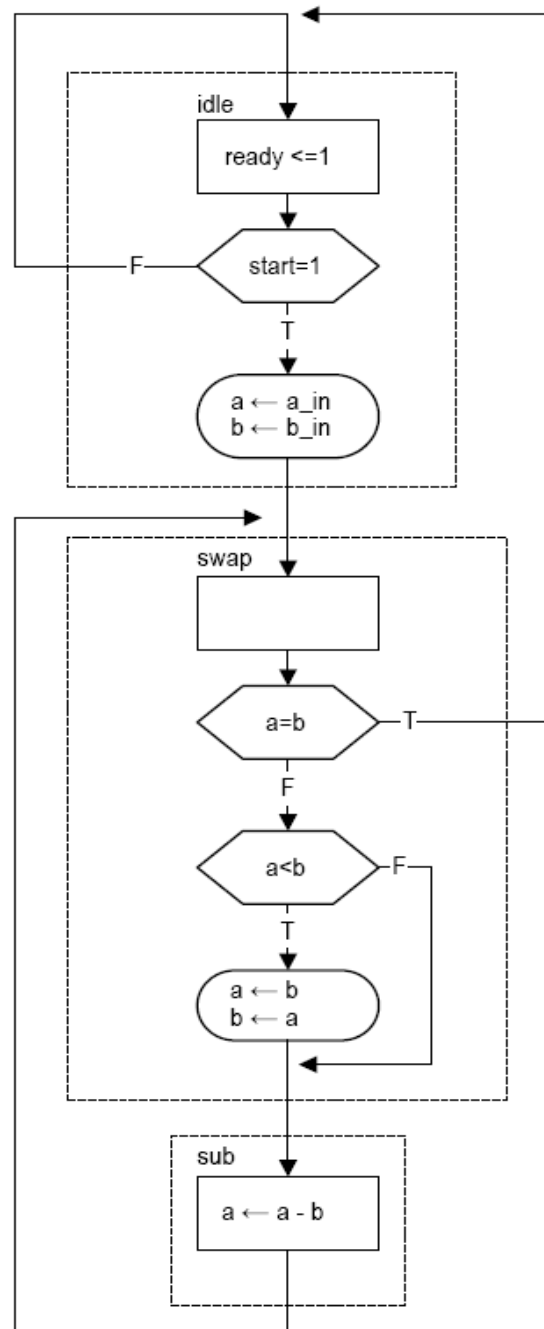 idle
ready <=1
start=1
F
T
a ← a_in
b ← b_in
swap
a=b
T
F
a<b
F
T
a ← b
b ← a
sub
a ← a - b